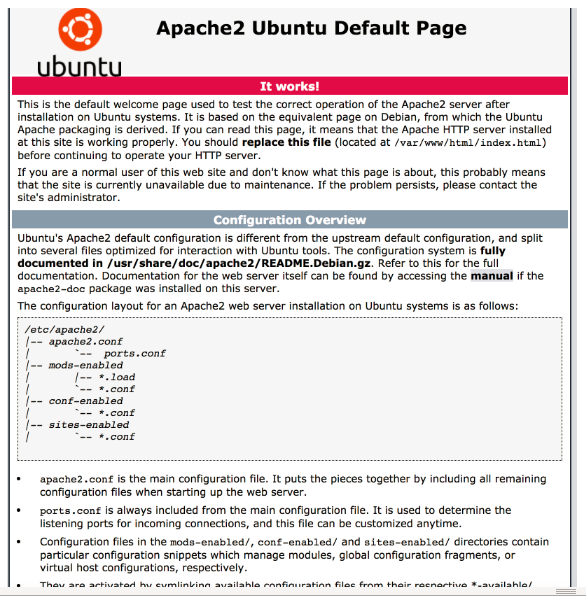 ubuntu
Apache2 Ubuntu Default Page
It works!
This is the default welcome page used to test the correct operation of the Apache2 server after
installation on Ubuntu systems. It is based on the equivalent page on Debian, from which the Ubuntu
Apache packaging is derived. If you can read this page, it means that the Apache HTTP server installed
at this site is working properly. You should replace this file (located at /var/www/html/index.html)
before continuing to operate your HTTP server.
If you are a normal user of this web site and don't know what this page is about, this probably means
that the site is currently unavailable due to maintenance. If the problem persists, please contact the
site's administrator.
Configuration Overview
Ubuntu's Apache2 default configuration is different from the upstream default configuration, and split
into several files optimized for interaction with Ubuntu tools. The configuration system is fully
documented in /usr/share/doc/apache2/README.Debian.gz. Refer to this for the full
documentation. Documentation for the web server itself can be found by accessing the manual if the
apache2-doc package was installed on this server.
The configuration layout for an Apache2 web server installation on Ubuntu systems is as follows:
/etc/apache2/
|-- apache2.conf
|       `--  ports.conf
|-- mods-enabled
|       |-- *.load
|       `-- *.conf
|-- conf-enabled
|       `-- *.conf
|-- sites-enabled
|       `-- *.conf
• apache2.conf is the main configuration file. It puts the pieces together by including all remaining
configuration files when starting up the web server.
• ports.conf is always included from the main configuration file. It is used to determine the
listening ports for incoming connections, and this file can be customized anytime.
• Configuration files in the mods-enabled/, conf-enabled/ and sites-enabled/ directories contain
particular configuration snippets which manage modules, global configuration fragments, or
virtual host configurations, respectively.
• They are activated by symlinking available configuration files from their respective *-available/